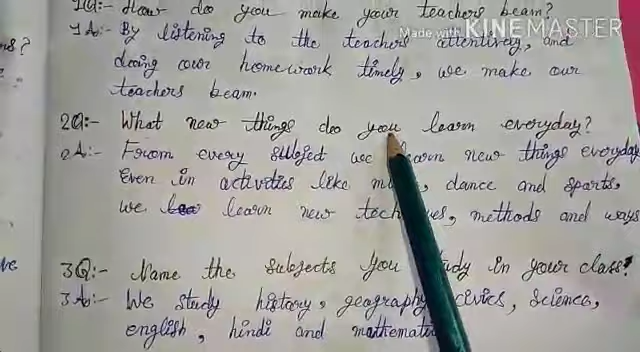 1Q:- How do you make your teachers beam?
1A:- By listening to the teachers attentively, and
Made with KINEMASTER
doing our homework timely, we make our
teachers beam.
2Q:- What new things do you learn everyday?
2A:- From every subject we learn new things everyday
Even in activities like , dance and sports,
we learn new , methods and ways
3Q:- Name the subjects you study in your class?
3A:- We study history, geography, civics, science,
english, hindi and